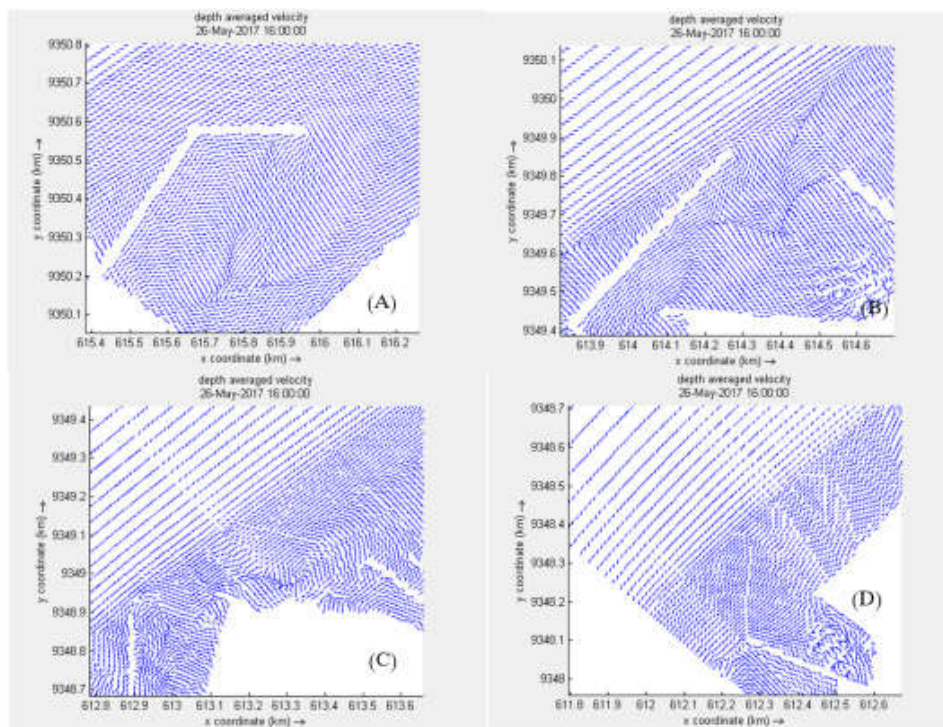 depth averaged velocity
26-May-2017 16:00:00
9350.8
9350.7
9350.6
9350.5
9350.4
9350.3
9350.2
9350.1
y coordinate (km) →
615.4 615.5 615.6 615.7 615.8 615.9 616 616.1 616.2
x coordinate (km) →
(A)
depth averaged velocity
26-May-2017 16:00:00
9350.1
9350
9349.9
9349.8
9349.7
9349.6
9349.5
9349.4
y coordinate (km) →
613.9 614 614.1 614.2 614.3 614.4 614.5 614.6
x coordinate (km) →
(B)
depth averaged velocity
26-May-2017 16:00:00
9349.4
9349.3
9349.2
9349.1
9349
9348.9
9348.8
9348.7
y coordinate (km) →
612.8 612.9 613 613.1 613.2 613.3 613.4 613.5 613.6
x coordinate (km) →
(C)
depth averaged velocity
26-May-2017 16:00:00
9348.7
9348.6
9348.5
9348.4
9348.3
9348.2
9348.1
9348
y coordinate (km) →
611.8 611.9 612 612.1 612.2 612.3 612.4 612.5 612.6
x coordinate (km) →
(D)